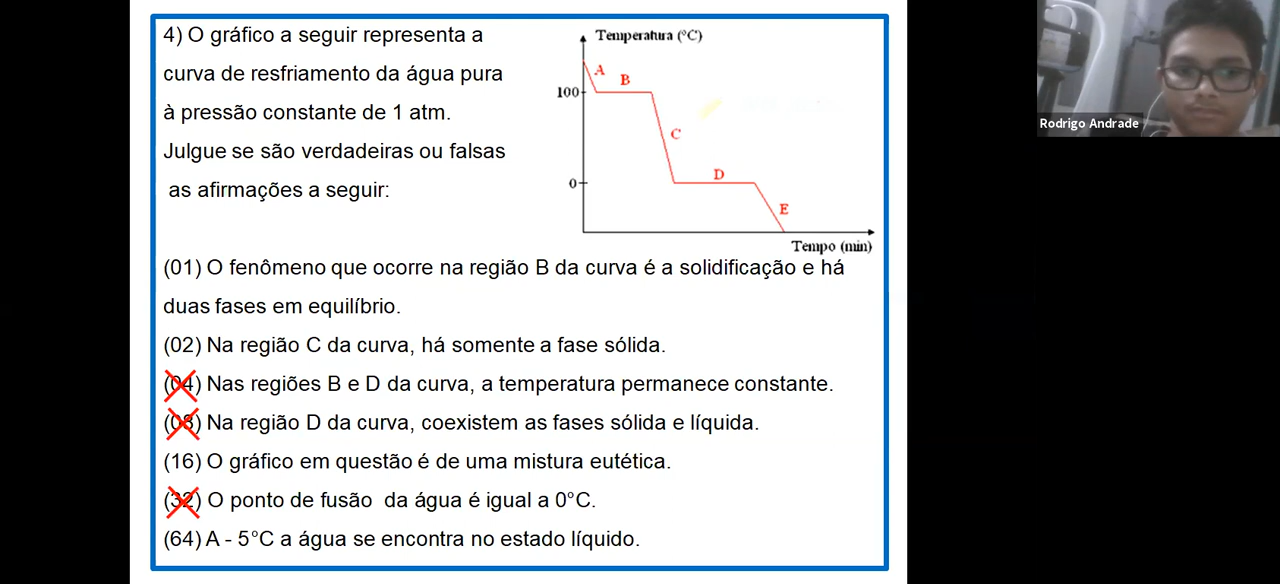 4) O gráfico a seguir representa a
curva de resfriamento da água pura
à pressão constante de 1 atm.
Julgue se são verdadeiras ou falsas
as afirmações a seguir:
Temperatura (ºC)
A
B
100
C
D
0
E
Tempo (min)
(01) O fenômeno que ocorre na região B da curva é a solidificação e há
duas fases em equilíbrio.
(02) Na região C da curva, há somente a fase sólida.
(04) Nas regiões B e D da curva, a temperatura permanece constante.
(08) Na região D da curva, coexistem as fases sólida e líquida.
(16) O gráfico em questão é de uma mistura eutética.
(32) O ponto de fusão  da água é igual a 0°C.
(64) A - 5°C a água se encontra no estado líquido.
Rodrigo Andrade